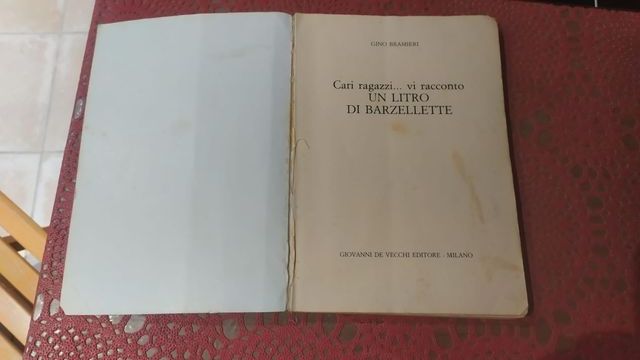 GINO BRAMIERI
Cari ragazzi... vi racconto
UN LITRO
DI BARZELLETTE
GIOVANNI DE VECCHI EDITORE - MILANO